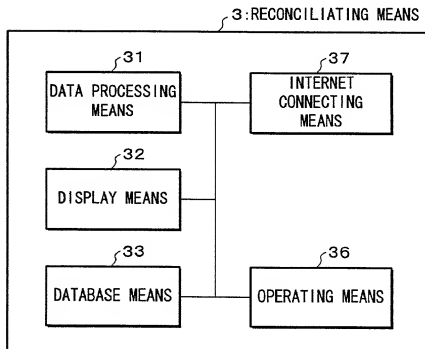 3:RECONCILIATING MEANS
31
DATA PROCESSING
MEANS
37
INTERNET
CONNECTING
MEANS
32
DISPLAY MEANS
33
DATABASE MEANS
36
OPERATING MEANS